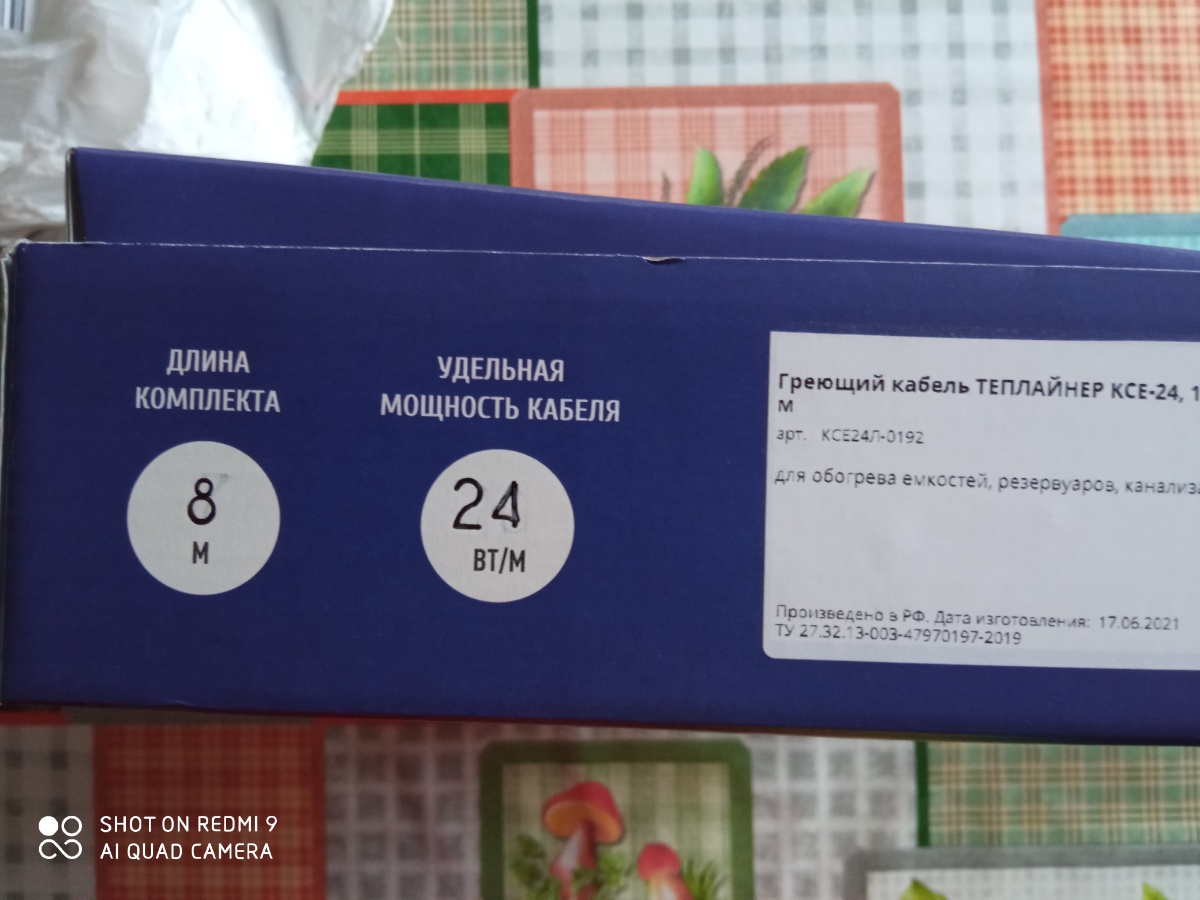 ДЛИНА
КОМПЛЕКТА
8
М
УДЕЛЬНАЯ
МОЩНОСТЬ КАБЕЛЯ
24
ВТ/М
Греющий кабель ТЕПЛАЙНЕР КСЕ-24, 1
м
арт. КСЕ24Л-0192
для обогрева емкостей, резервуаров, канализа
Произведено в РФ. Дата изготовления: 17.06.2021
ТУ 27.32.13-003-47970197-2019
SHOT ON REDMI 9
AI QUAD CAMERA